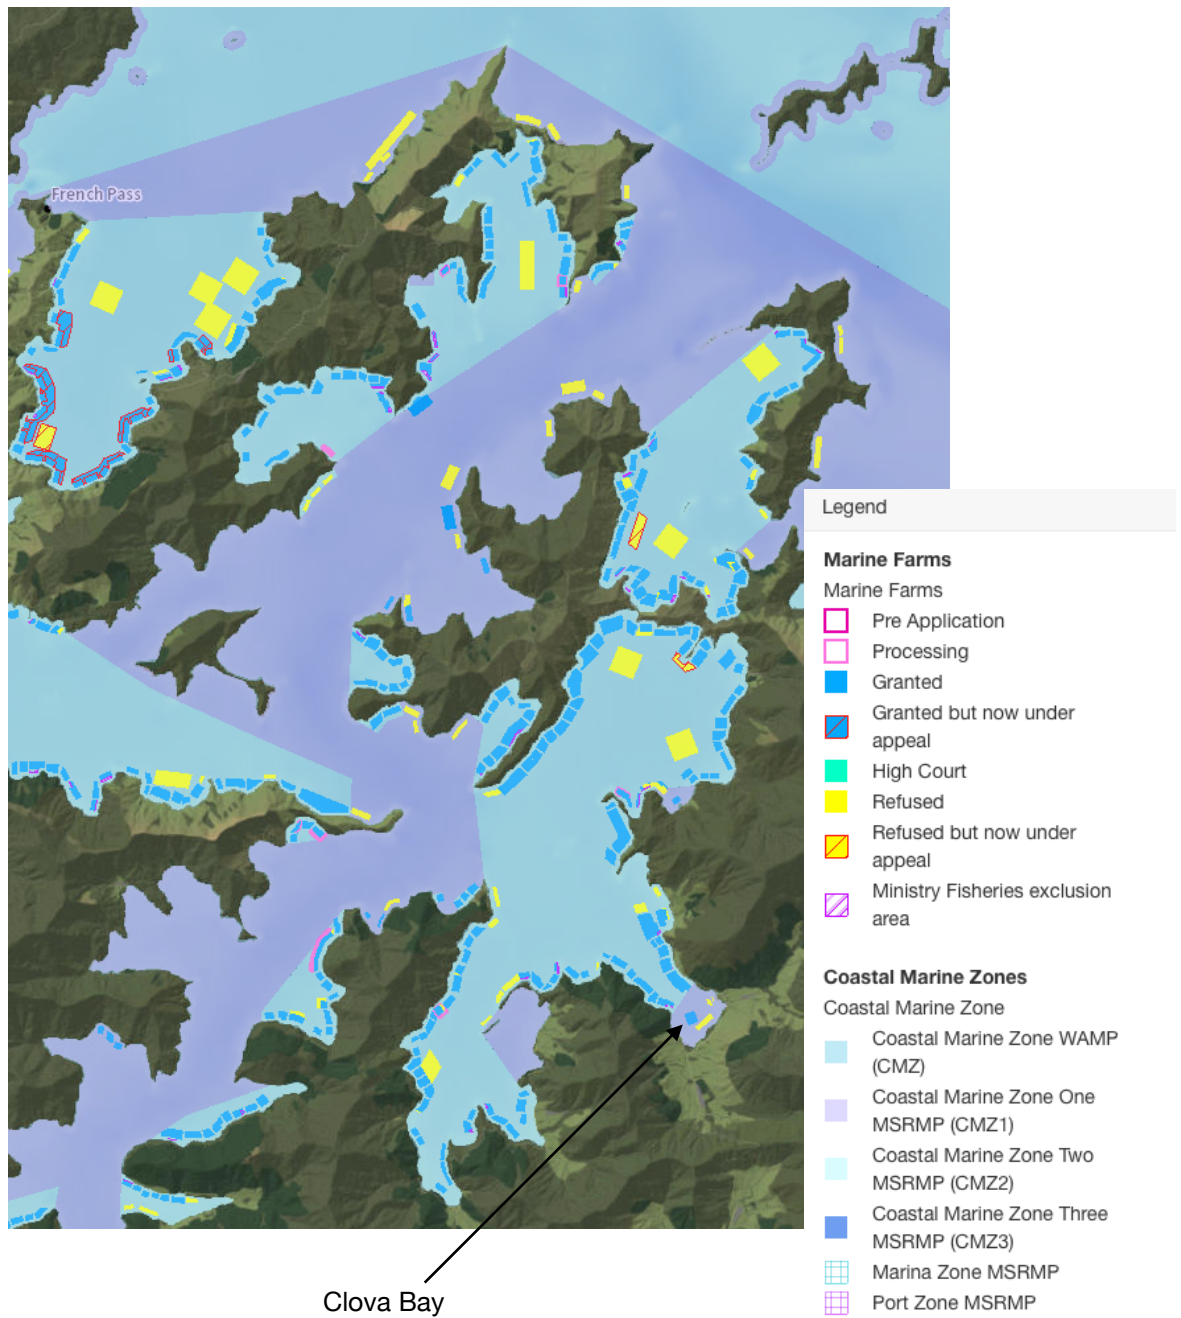 French Pass
Legend
Marine Farms
Marine Farms
Pre Application
Processing
Granted
Granted but now under
appeal
High Court
Refused
Refused but now under
appeal
Ministry Fisheries exclusion
area
Coastal Marine Zones
Coastal Marine Zone
Coastal Marine Zone WAMP
(CMZ)
Coastal Marine Zone One
MSRMP (CMZ1)
Coastal Marine Zone Two
MSRMP (CMZ2)
Coastal Marine Zone Three
MSRMP (CMZ3)
Marina Zone MSRMP
Port Zone MSRMP
Clova Bay